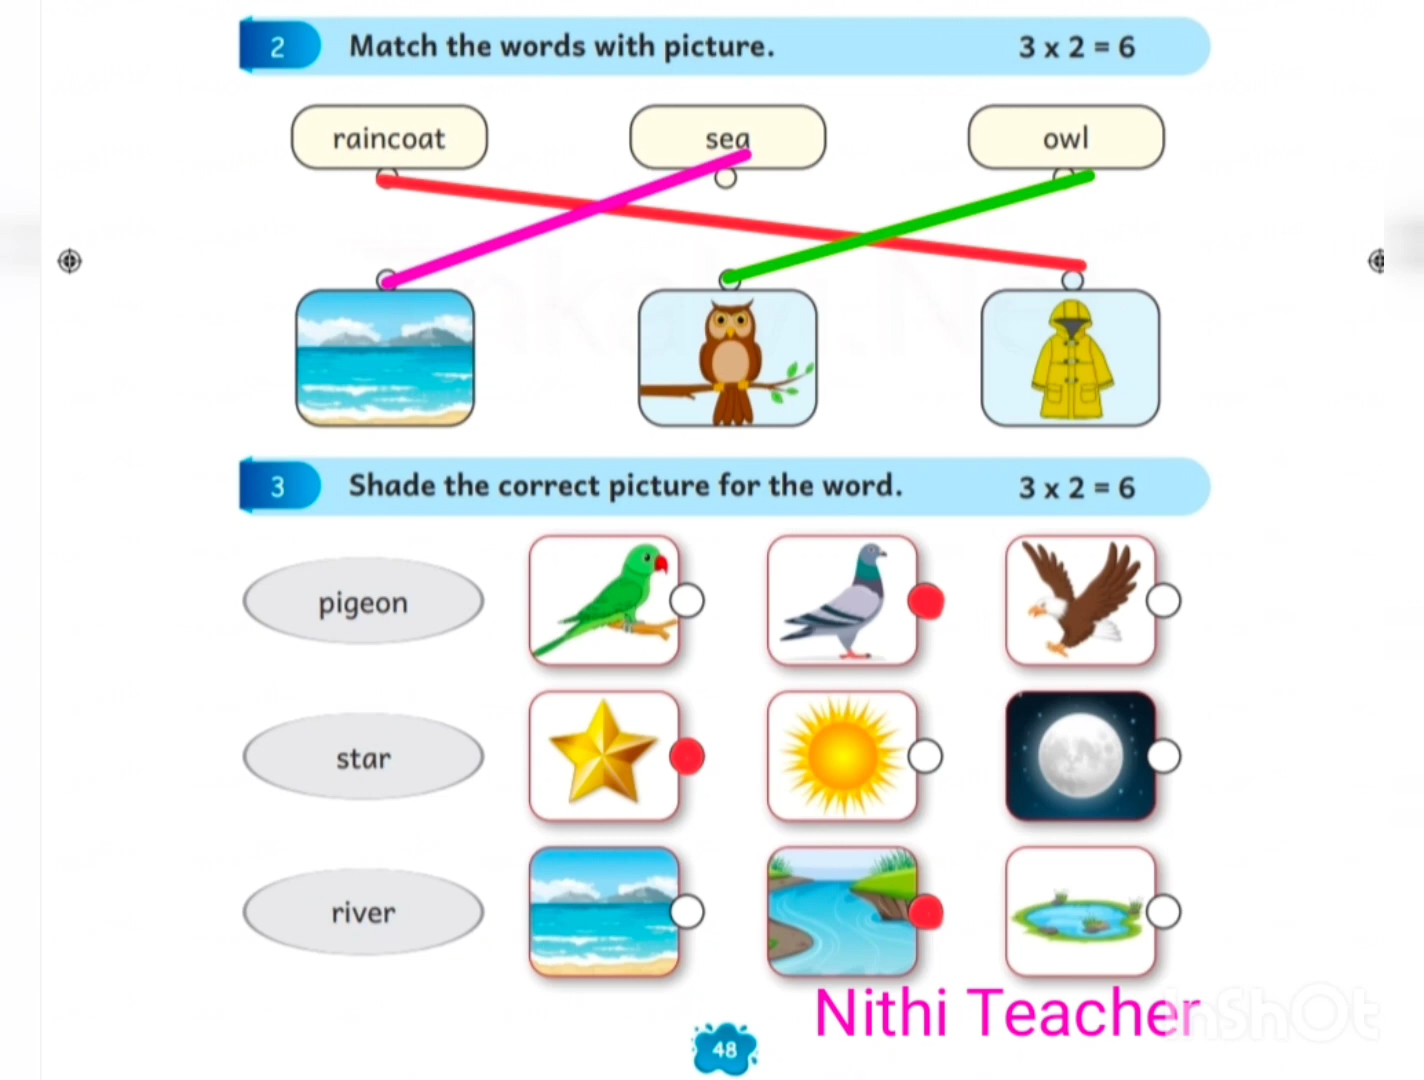 2 Match the words with picture. 3 x 2 = 6
raincoat sea owl
3 Shade the correct picture for the word. 3 x 2 = 6
pigeon
star
river
Nithi Teacher
InShOt
48